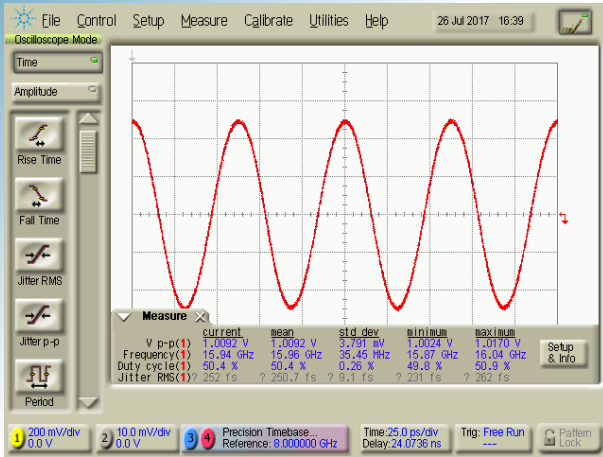 File Control Setup Measure Calibrate Utilities Help 26 Jul 2017 16:39
Oscilloscope Mode
Time
Amplitude
Rise Time
Fall Time
Jitter RMS
Jitter p-p
Period
Measure
current mean std dev minimum maximum
V p-p(1) 1.0092 V 1.0092 V 3.791 mV 1.0024 V 1.0170 V
Frequency(1) 15.94 GHz 15.96 GHz 35.45 MHz 15.87 GHz 16.04 GHz
Duty cycle(1) 50.4 % 50.4 % 0.26 % 49.8 % 50.9 %
Jitter RMS(1)? 252 fs ? 250.7 fs ? 9.1 fs ? 231 fs ? 262 fs
Setup
& Info
1 200 mV/div
0.0 V
2 10.0 mV/div
0.0 V
3 4 Precision Timebase...
Reference: 8.000000 GHz
Time:25.0 ps/div
Delay:24.0736 ns
Trig: Free Run
---
Pattern
Lock